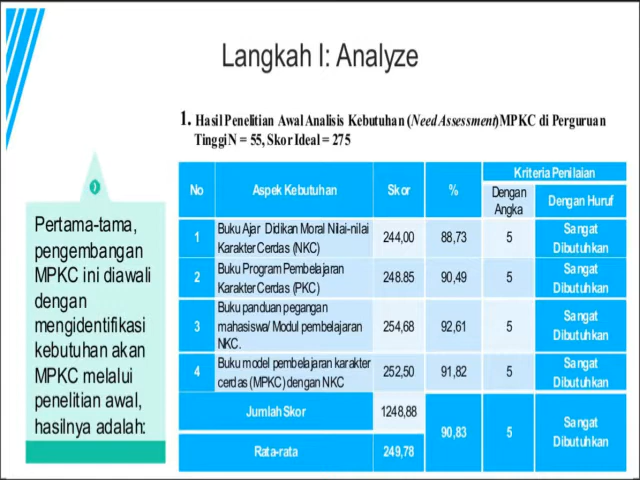 Langkah I: Analyze
1. Hasil Penelitian Awal Analisis Kebutuhan (Need Assessment) MPKC di Perguruan
Tinggi N = 55, Skor Ideal = 275
Pertama-tama,
pengembangan
MPKC ini diawali
dengan
mengidentifikasi
kebutuhan akan
MPKC melalui
penelitian awal,
hasilnya adalah:
No Aspek Kebutuhan Skor % Kriteria Penilaian
Dengan Angka Dengan Huruf
1 Buku Ajar Didikan Moral Nilai-nilai Karakter Cerdas (NKC) 244,00 88,73 5 Sangat Dibutuhkan
2 Buku Program Pembelajaran Karakter Cerdas (PKC) 248.85 90,49 5 Sangat Dibutuhkan
3 Buku panduan pegangan mahasiswa/ Modul pembelajaran NKC. 254,68 92,61 5 Sangat Dibutuhkan
4 Buku model pembelajaran karakter cerdas (MPKC) dengan NKC 252,50 91,82 5 Sangat Dibutuhkan
Jumlah Skor 1248,88 90,83 5 Sangat Dibutuhkan
Rata-rata 249,78